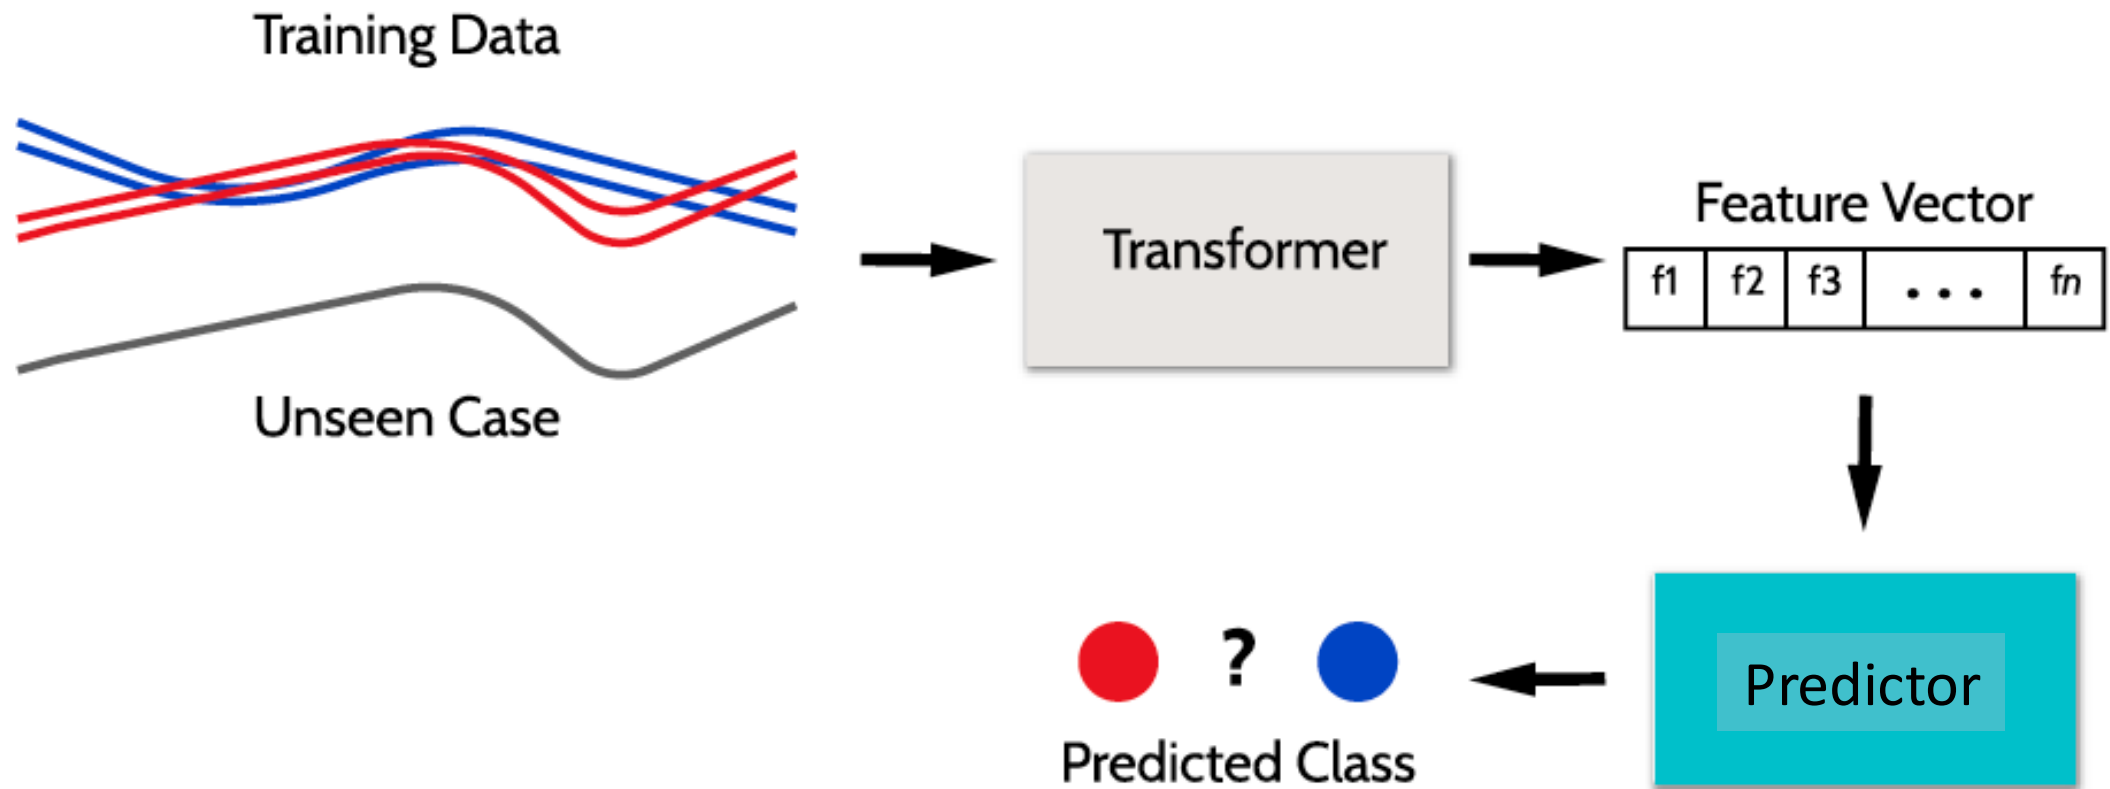 Training Data
Unseen Case
Transformer
Feature Vector
f1 f2 f3 ... fn
Predictor
?
Predicted Class